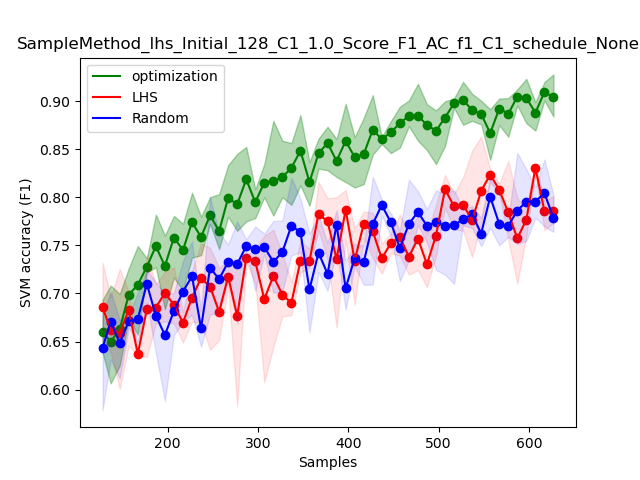 SampleMethod_lhs_Initial_128_C1_1.0_Score_F1_AC_f1_C1_schedule_None
optimization
LHS
Random
SVM accuracy (F1)
0.90
0.85
0.80
0.75
0.70
0.65
0.60
200 300 400 500 600
Samples